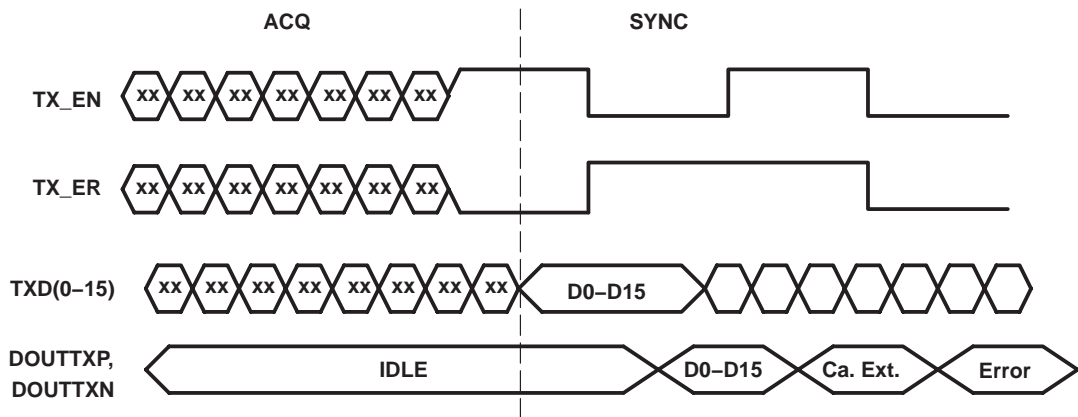 ACQ SYNC
TX_EN xx xx xx xx xx xx xx
TX_ER xx xx xx xx xx xx xx
TXD(0–15) xx xx xx xx xx xx xx xx D0–D15
DOUTTXP,
DOUTTXN IDLE D0–D15 Ca. Ext. Error